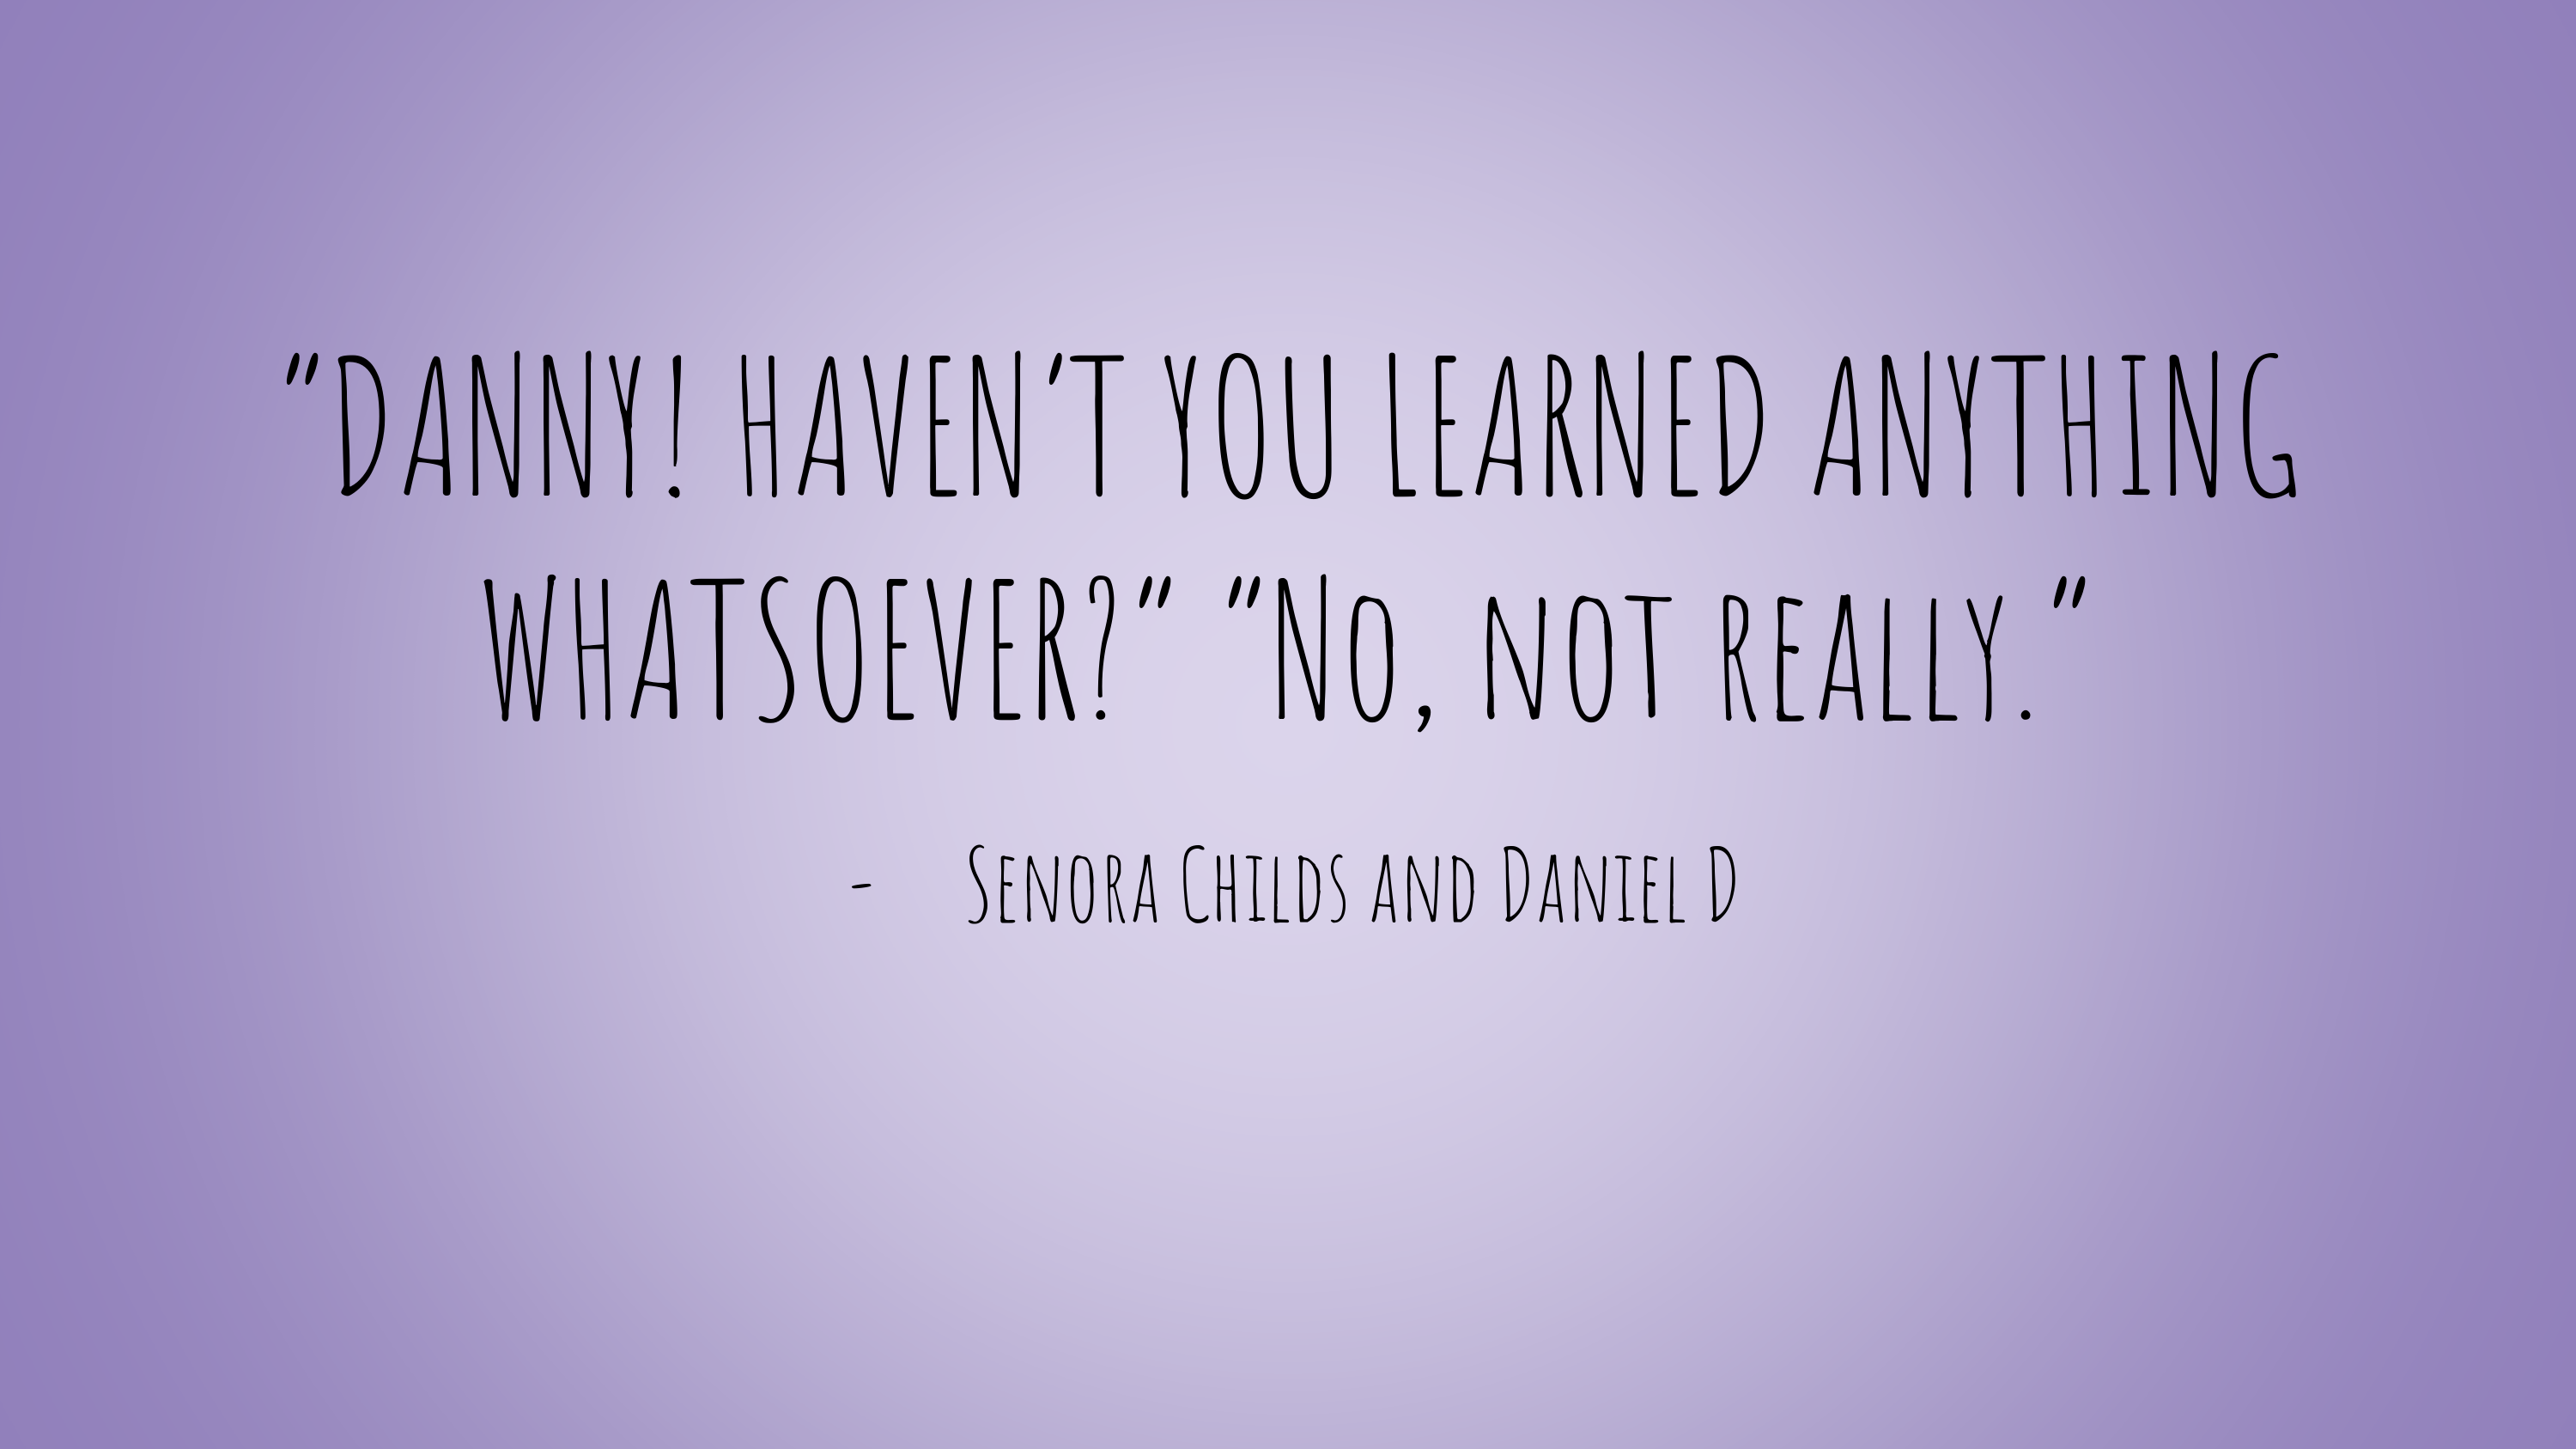 "DANNY! HAVEN'T YOU LEARNED ANYTHING
WHATSOEVER?" "No, not really."
- Senora Childs and Daniel D